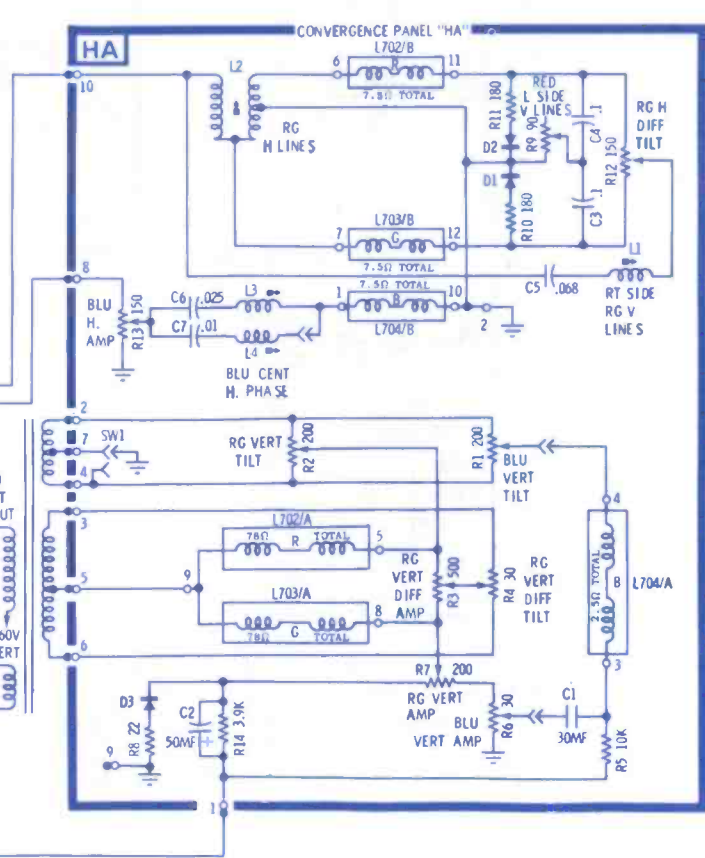 CONVERGENCE PANEL "HA"
HA
L702/B
6 R 11
7.5Ω TOTAL
L2
10
RG
H LINES
R11 180
RED
L SIDE
V LINES
R9 90
C4 .1
RG H
DIFF
TILT
R12 150
D2
D1
R10 180
C3 .1
L703/B
7 G 12
7.5Ω TOTAL
8
C5 .068
L1
RT SIDE
RG V
LINES
7.5Ω TOTAL
1 B 10
L704/B
2
BLU
H.
AMP
R13 150
C6 .025
L3
C7 .01
L4
BLU CENT
H. PHASE
2
7 SW1
4
RG VERT
TILT
R2 200
R1 200
BLU
VERT
TILT
4
3
L702/A
78Ω R TOTAL
5
UT
5
9
RG
VERT
DIFF
AMP
R3 500
R4 30
RG
VERT
DIFF
TILT
2.5Ω TOTAL
B
L704/A
L703/A
8
78Ω G TOTAL
60V
ERT
6
3
R7 200
RG VERT
AMP
D3
R8 22
C2
50MF +
R14 3.9K
BLU
VERT AMP
R6 30
C1
30MF
R5 10K
9
1